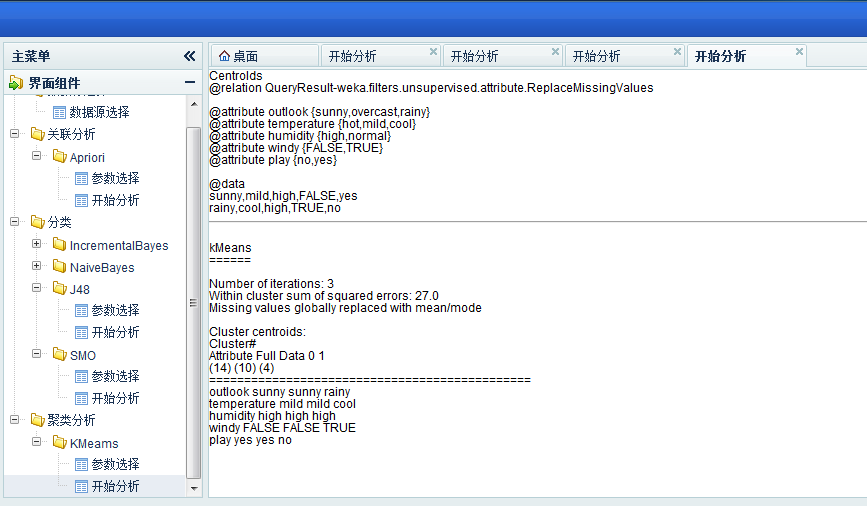 主菜单
界面组件
数据源选择
关联分析
Apriori
参数选择
开始分析
分类
IncrementalBayes
NaiveBayes
J48
参数选择
开始分析
SMO
参数选择
开始分析
聚类分析
KMeams
参数选择
开始分析
桌面 开始分析 开始分析 开始分析 开始分析
CentroIds
@relation QueryResult-weka.filters.unsupervised.attribute.ReplaceMissingValues
@attribute outlook {sunny,overcast,rainy}
@attribute temperature {hot,mild,cool}
@attribute humidity {high,normal}
@attribute windy {FALSE,TRUE}
@attribute play {no,yes}
@data
sunny,mild,high,FALSE,yes
rainy,cool,high,TRUE,no
kMeans
======
Number of iterations: 3
Within cluster sum of squared errors: 27.0
Missing values globally replaced with mean/mode
Cluster centroids:
Cluster#
Attribute Full Data 0 1
(14) (10) (4)
==============================================
outlook sunny sunny rainy
temperature mild mild cool
humidity high high high
windy FALSE FALSE TRUE
play yes yes no